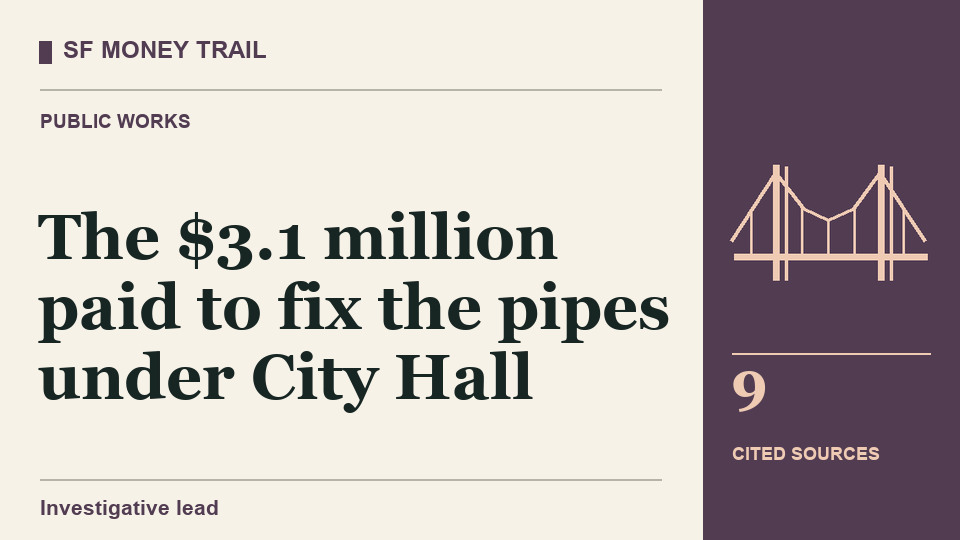 SF MONEY TRAIL
PUBLIC WORKS
The $3.1 million
paid to fix the pipes
under City Hall
Investigative lead
9
CITED SOURCES